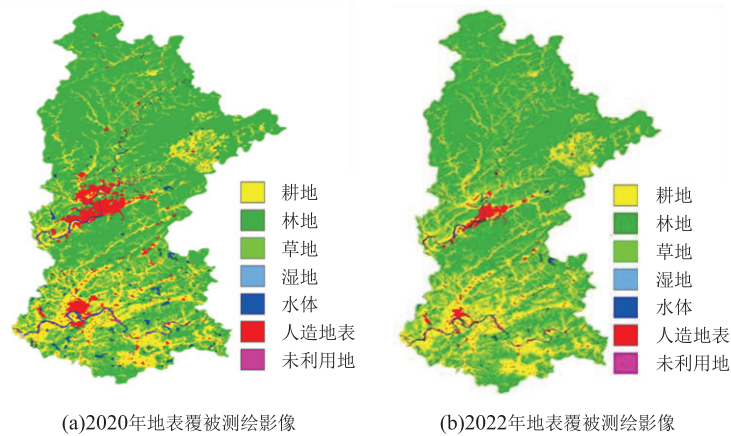 耕地
林地
草地
湿地
水体
人造地表
未利用地
(a)2020年地表覆被测绘影像
耕地
林地
草地
湿地
水体
人造地表
未利用地
(b)2022年地表覆被测绘影像